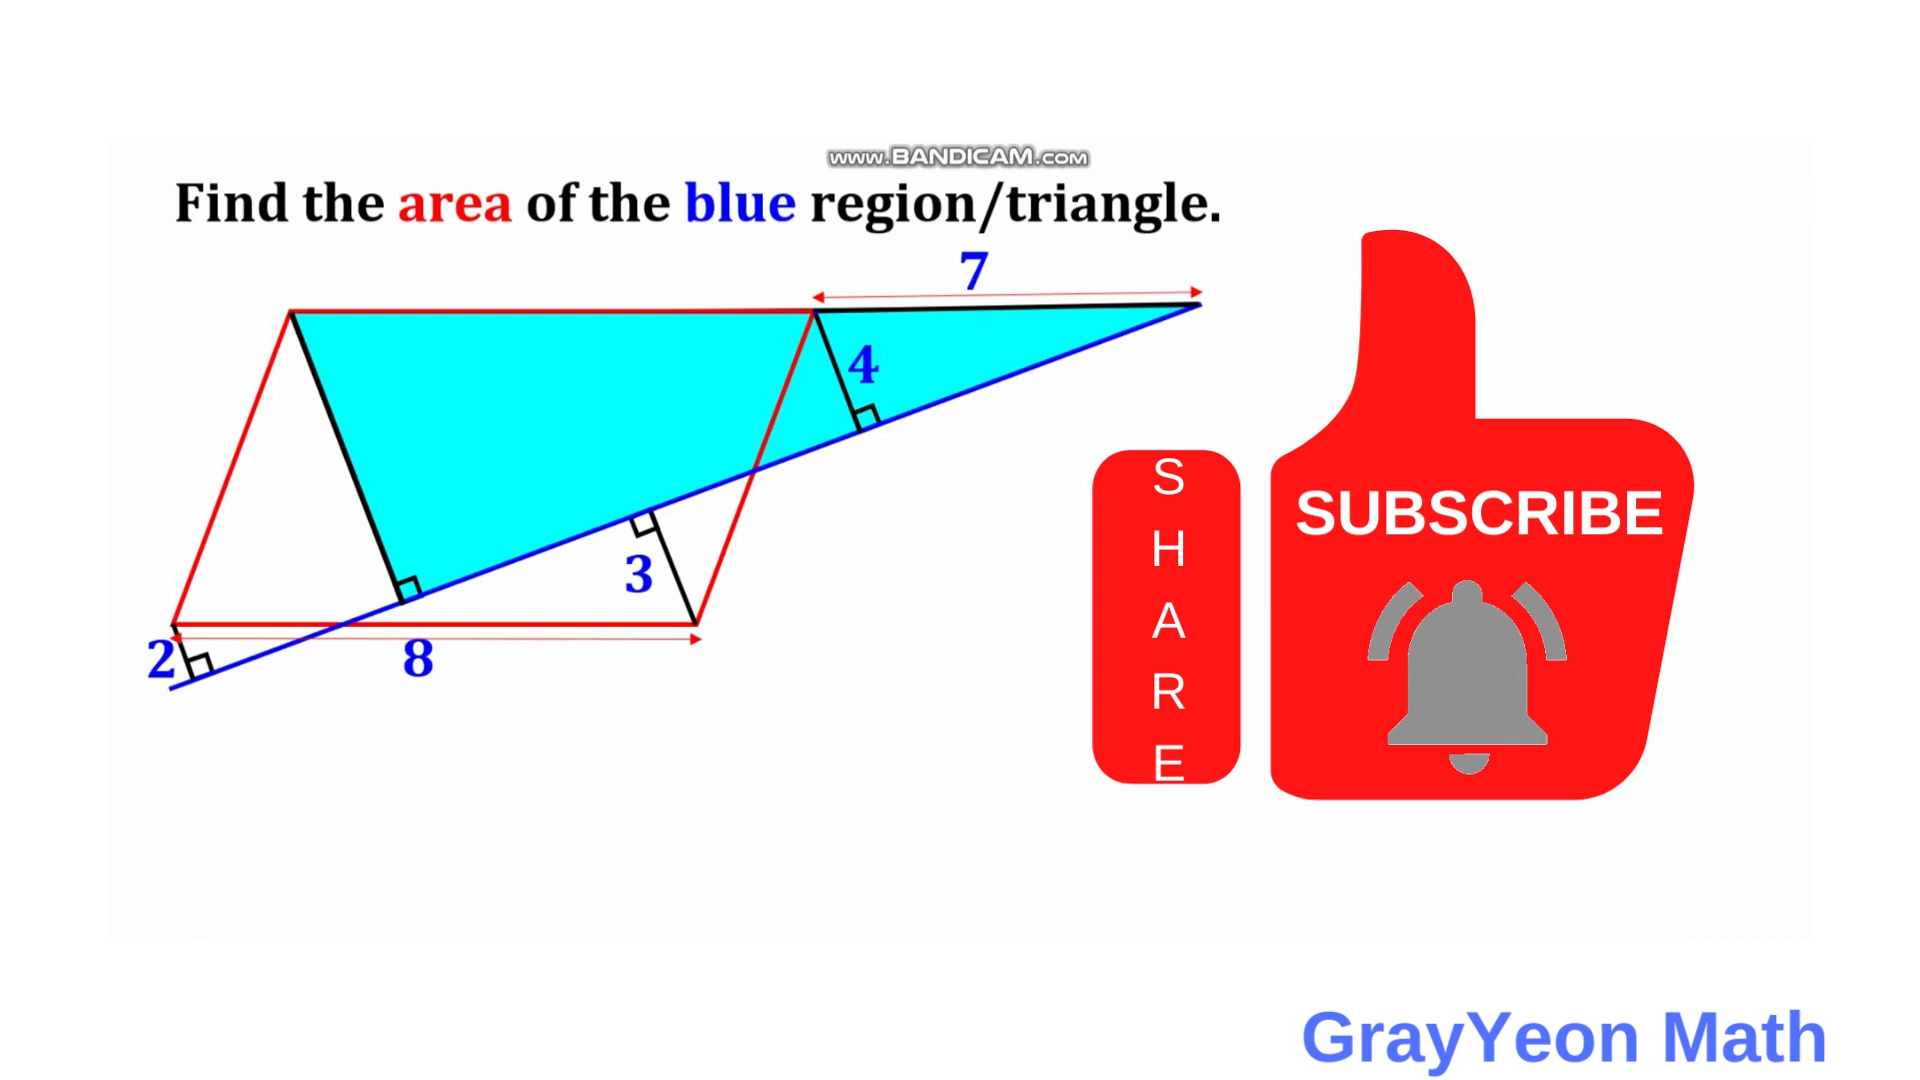 www.BANDICAM.com
Find the area of the blue region/triangle.
7
4
3
2
8
S
H
A
R
E
SUBSCRIBE
GrayYeon Math